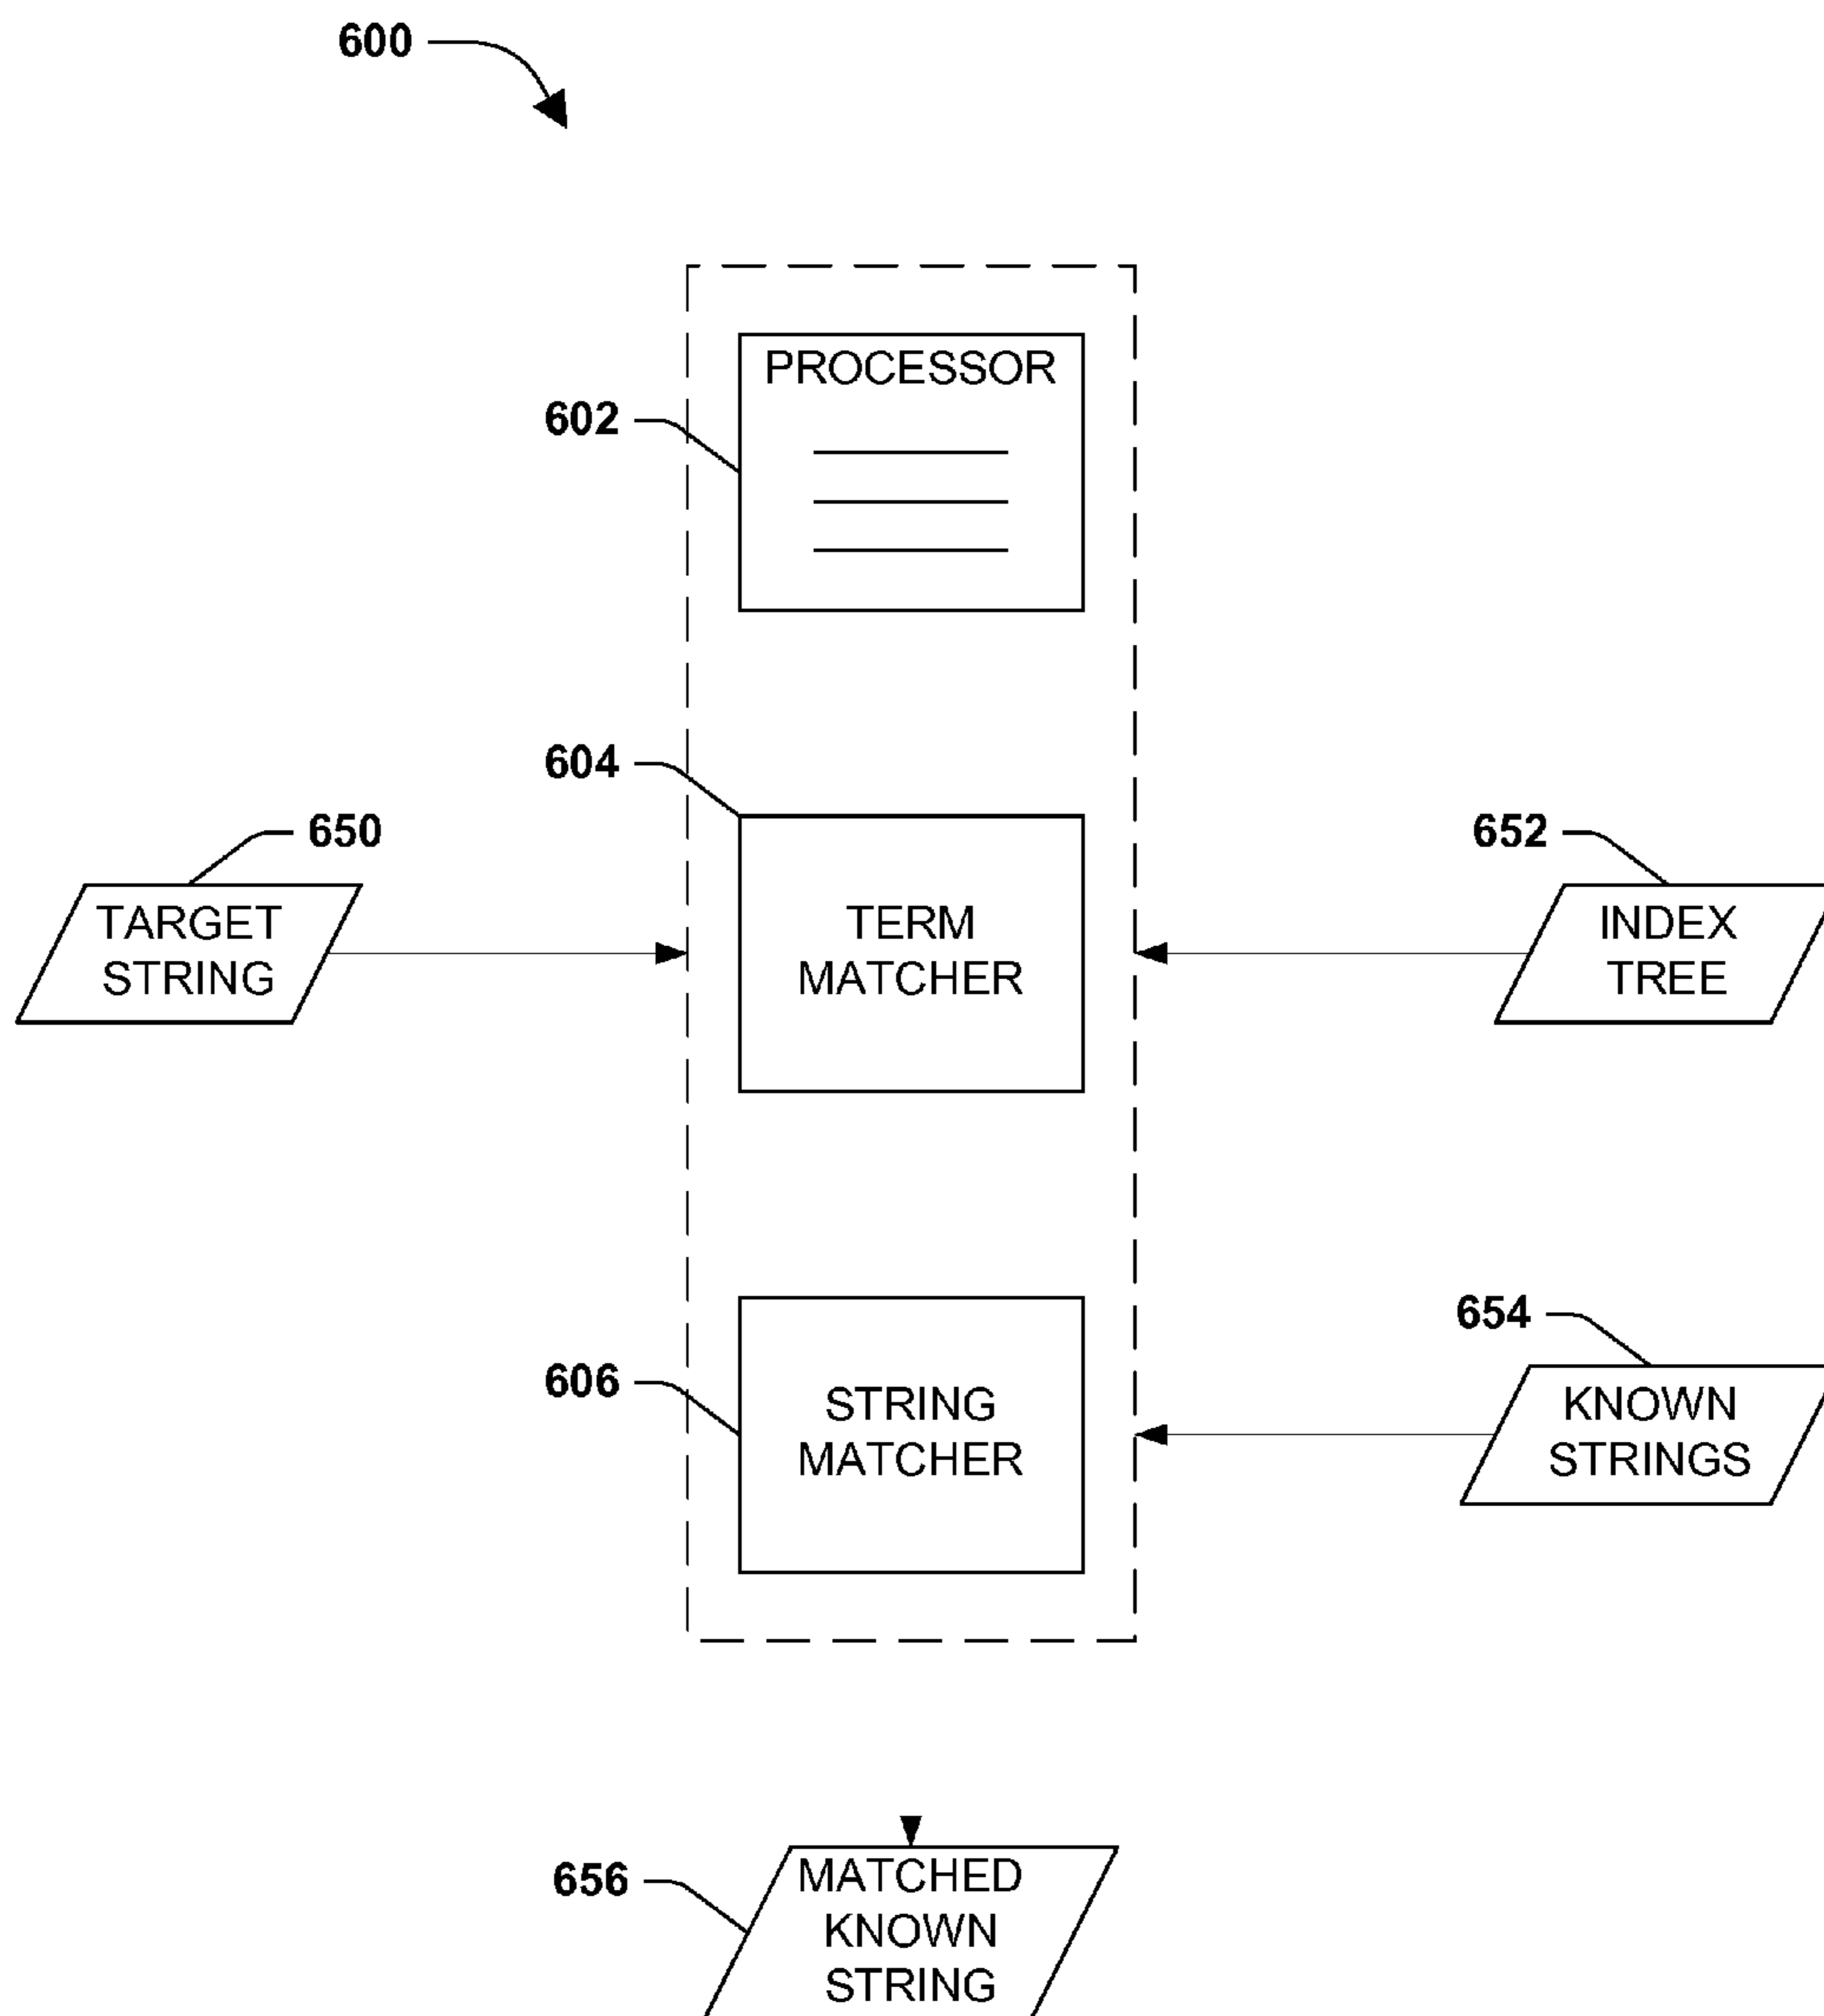 600
PROCESSOR
602
604
650
652
TARGET
STRING
TERM
MATCHER
INDEX
TREE
654
606
STRING
MATCHER
KNOWN
STRINGS
656
MATCHED
KNOWN
STRING